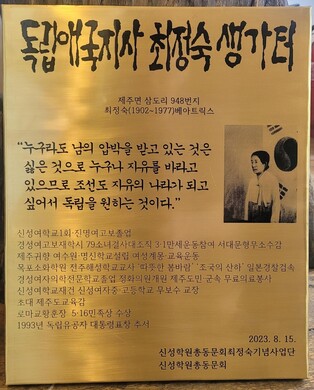 독립애국지사 최정숙 생가터
제주면 삼도리 948번지
최정숙(1902~1977)베아트릭스
“누구라도 남의 압박을 받고 있는 것은
싫은 것으로 누구나 자유를 바라고
있으므로 조선도 자유의 나라가 되고
싶어서 독립을 원하는 것이다.”
신성여학교1회·진명여고보졸업
경성여고보재학시 79소녀결사대조직 3·1만세운동참여 서대문형무소수감
제주귀향 여수원·명신학교설립 여성계몽·교육운동
목포소화학원 전주해성학교교사 '따뜻한 봄바람' '조국의 산하' 일본경찰검속
경성여자의학전문학교졸업 정화의원개원 제주도민·군속 무료의료봉사
신성여학교재건 신성여자중·고등학교 무보수 교장
초대 제주도교육감
로마교황훈장 5·16민족상 수상
1993년 독립유공자 대통령표창 추서
2023. 8. 15.
신성학원총동문회최정숙기념사업단
신성학원총동문회